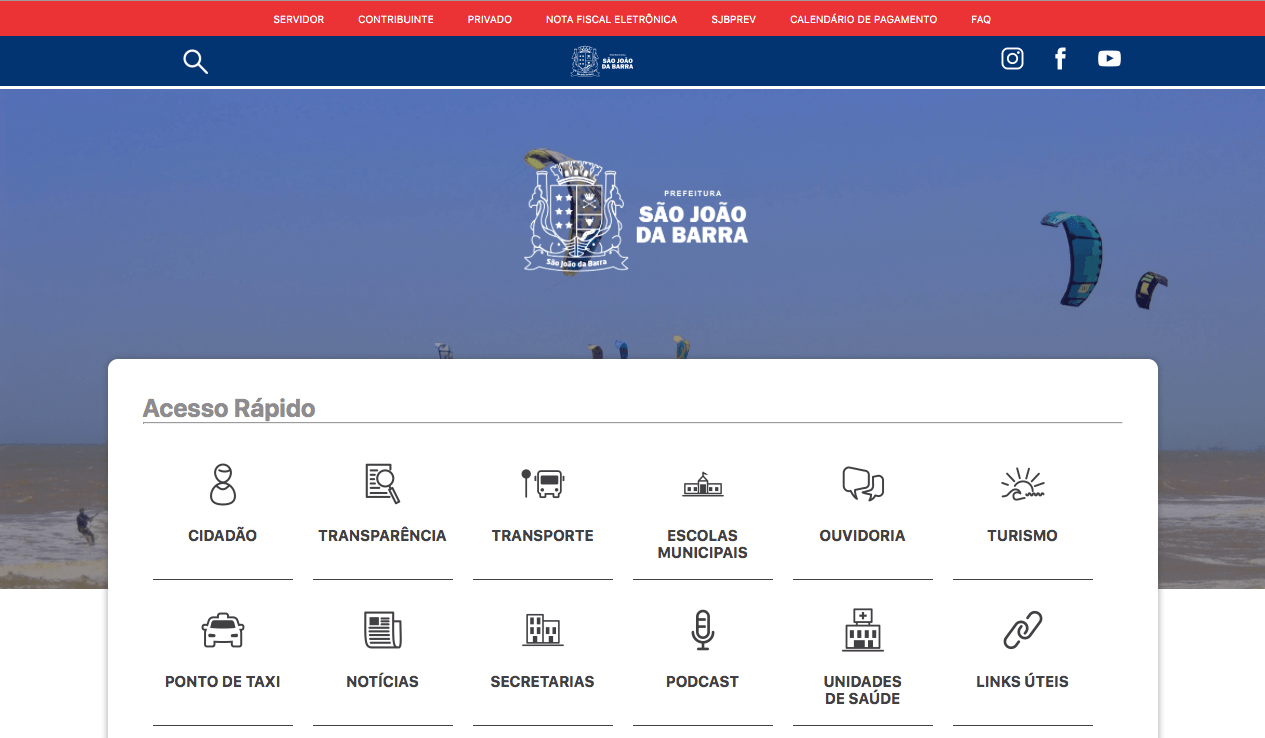 SERVIDOR CONTRIBUINTE PRIVADO NOTA FISCAL ELETRÔNICA SJBPREV CALENDÁRIO DE PAGAMENTO FAQ
PREFEITURA
SÃO JOÃO
DA BARRA
PREFEITURA
SÃO JOÃO
DA BARRA
São João da Barra
Acesso Rápido
CIDADÃO TRANSPARÊNCIA TRANSPORTE ESCOLAS MUNICIPAIS OUVIDORIA TURISMO
PONTO DE TAXI NOTÍCIAS SECRETARIAS PODCAST UNIDADES DE SAÚDE LINKS ÚTEIS